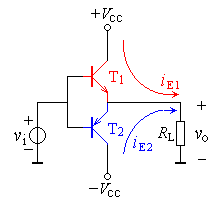 +VCC
T1
iE1
+
vi
−
T2
iE2
RL
+
vo
−
−VCC